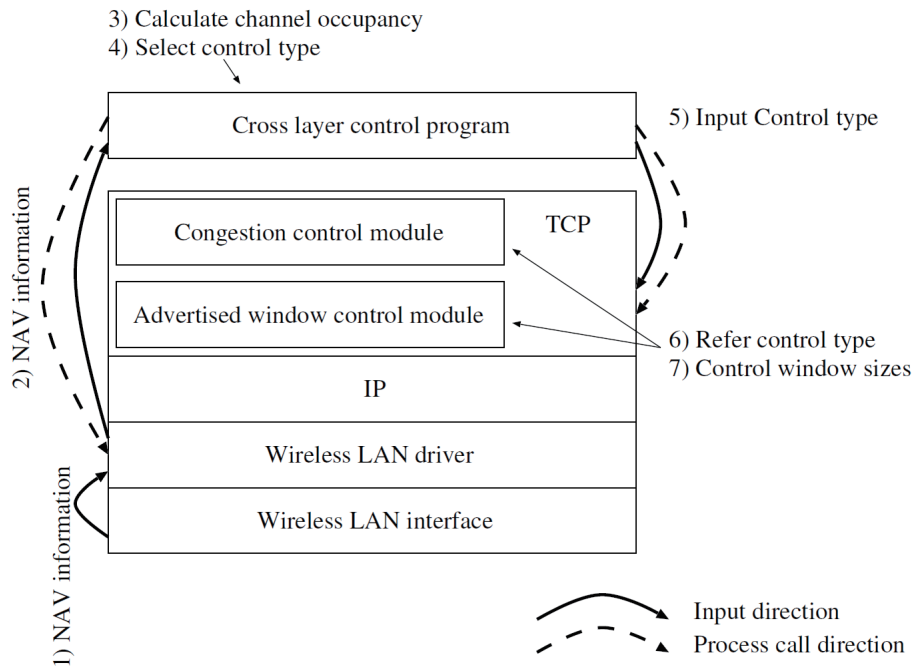 3) Calculate channel occupancy
4) Select control type
Cross layer control program
5) Input Control type
2) NAV information
Congestion control module
TCP
Advertised window control module
6) Refer control type
7) Control window sizes
IP
Wireless LAN driver
1) NAV information
Wireless LAN interface
Input direction
Process call direction